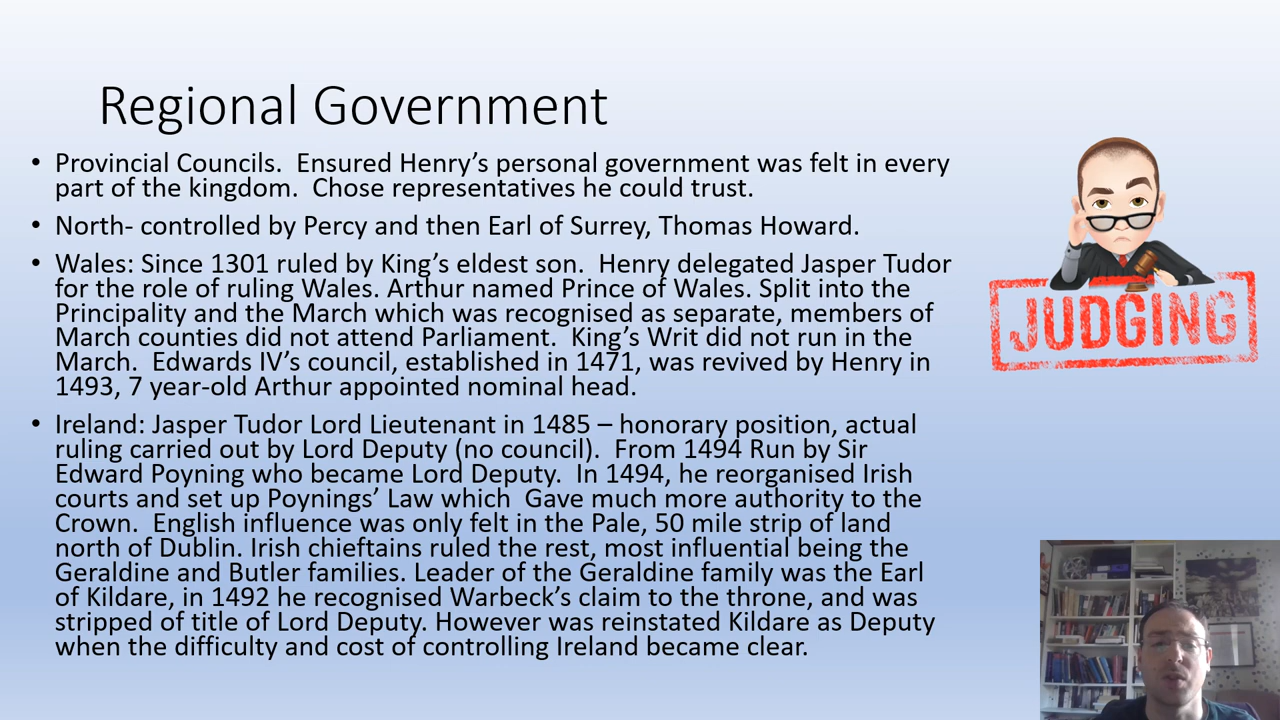 Regional Government
• Provincial Councils. Ensured Henry's personal government was felt in every
part of the kingdom. Chose representatives he could trust.
• North- controlled by Percy and then Earl of Surrey, Thomas Howard.
• Wales: Since 1301 ruled by King's eldest son. Henry delegated Jasper Tudor
for the role of ruling Wales. Arthur named Prince of Wales. Split into the
Principality and the March which was recognised as separate, members of
March counties did not attend Parliament. King's Writ did not run in the
March. Edwards IV's council, established in 1471, was revived by Henry in
1493, 7 year-old Arthur appointed nominal head.
• Ireland: Jasper Tudor Lord Lieutenant in 1485 – honorary position, actual
ruling carried out by Lord Deputy (no council). From 1494 Run by Sir
Edward Poyning who became Lord Deputy. In 1494, he reorganised Irish
courts and set up Poynings' Law which Gave much more authority to the
Crown. English influence was only felt in the Pale, 50 mile strip of land
north of Dublin. Irish chieftains ruled the rest, most influential being the
Geraldine and Butler families. Leader of the Geraldine family was the Earl
of Kildare, in 1492 he recognised Warbeck's claim to the throne, and was
stripped of title of Lord Deputy. However was reinstated Kildare as Deputy
when the difficulty and cost of controlling Ireland became clear.
JUDGING